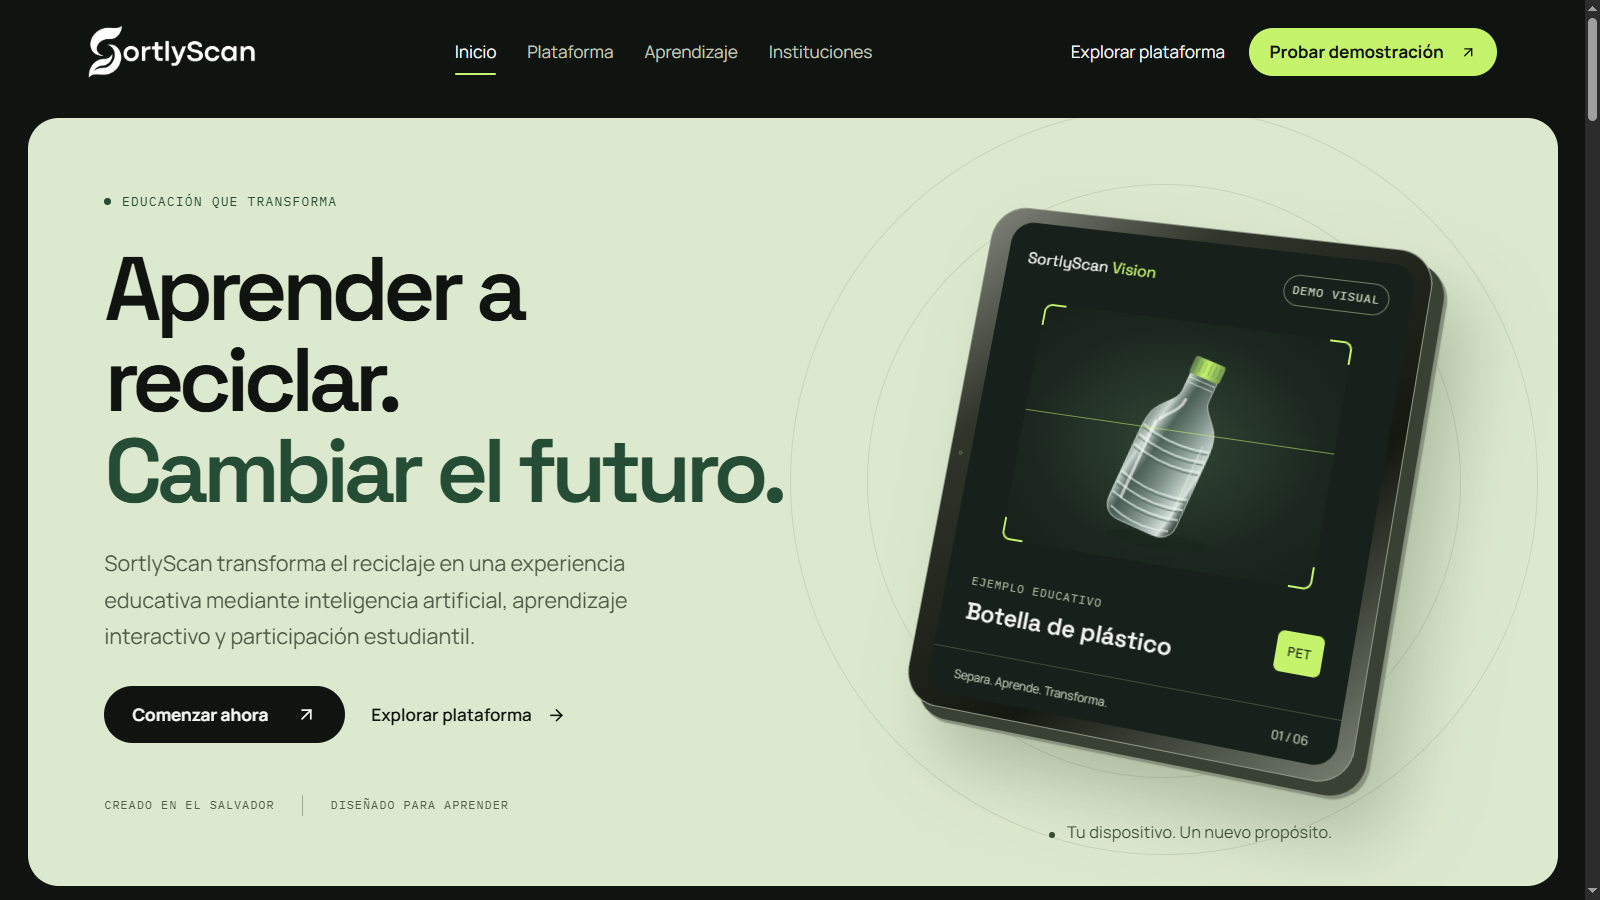 SortlyScan
Inicio
Plataforma
Aprendizaje
Instituciones
Explorar plataforma
Probar demostración
EDUCACIÓN QUE TRANSFORMA
Aprender a
reciclar.
Cambiar el futuro.
SortlyScan transforma el reciclaje en una experiencia
educativa mediante inteligencia artificial, aprendizaje
interactivo y participación estudiantil.
Comenzar ahora
Explorar plataforma
CREADO EN EL SALVADOR
DISEÑADO PARA APRENDER
SortlyScan Vision
DEMO VISUAL
EJEMPLO EDUCATIVO
Botella de plástico
PET
Separa. Aprende. Transforma.
01 / 06
Tu dispositivo. Un nuevo propósito.